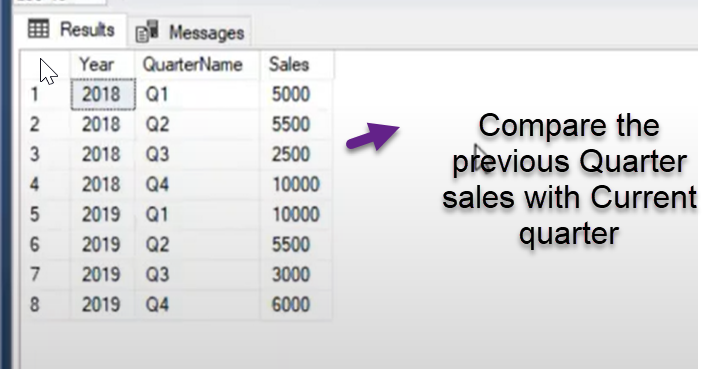 Results Messages
Year QuarterName Sales
1 2018 Q1 5000
2 2018 Q2 5500
3 2018 Q3 2500
4 2018 Q4 10000
5 2019 Q1 10000
6 2019 Q2 5500
7 2019 Q3 3000
8 2019 Q4 6000
Compare the
previous Quarter
sales with Current
quarter